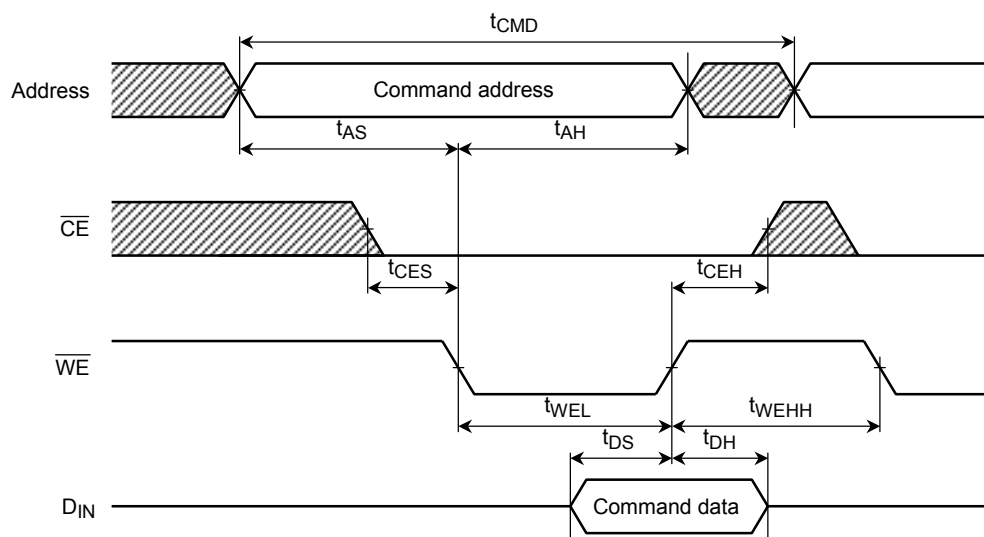 tCMD
Address
Command address
tAS
tAH
CE
tCES
tCEH
WE
tWEL
tWEHH
tDS
tDH
DIN
Command data